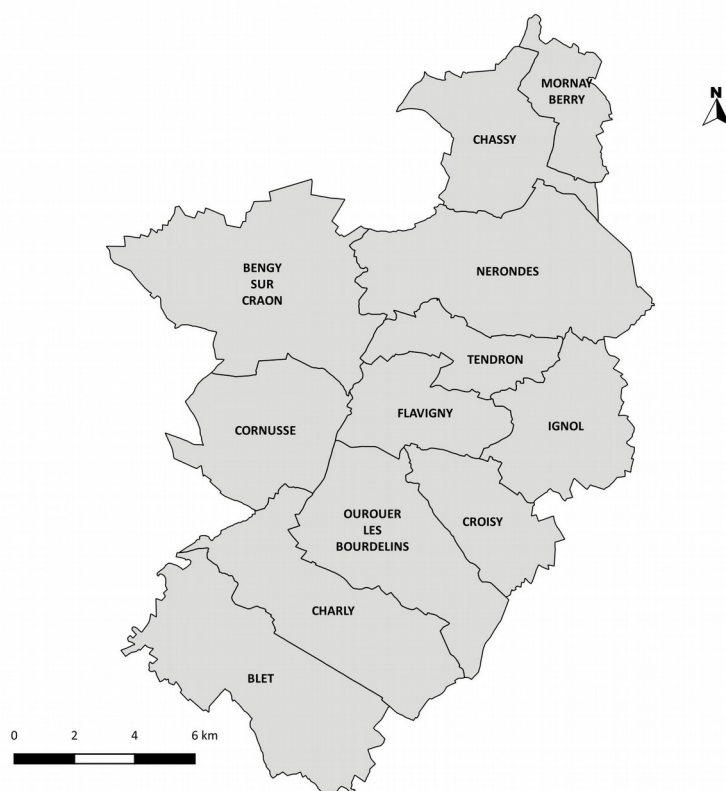 MORNAY
BERRY
N
CHASSY
BENGY
SUR
CRAON
NERONDES
TENDRON
FLAVIGNY
IGNOL
CORNUSSE
OUROUER
LES
BOURDELINS
CROISY
CHARLY
BLET
0 2 4 6 km